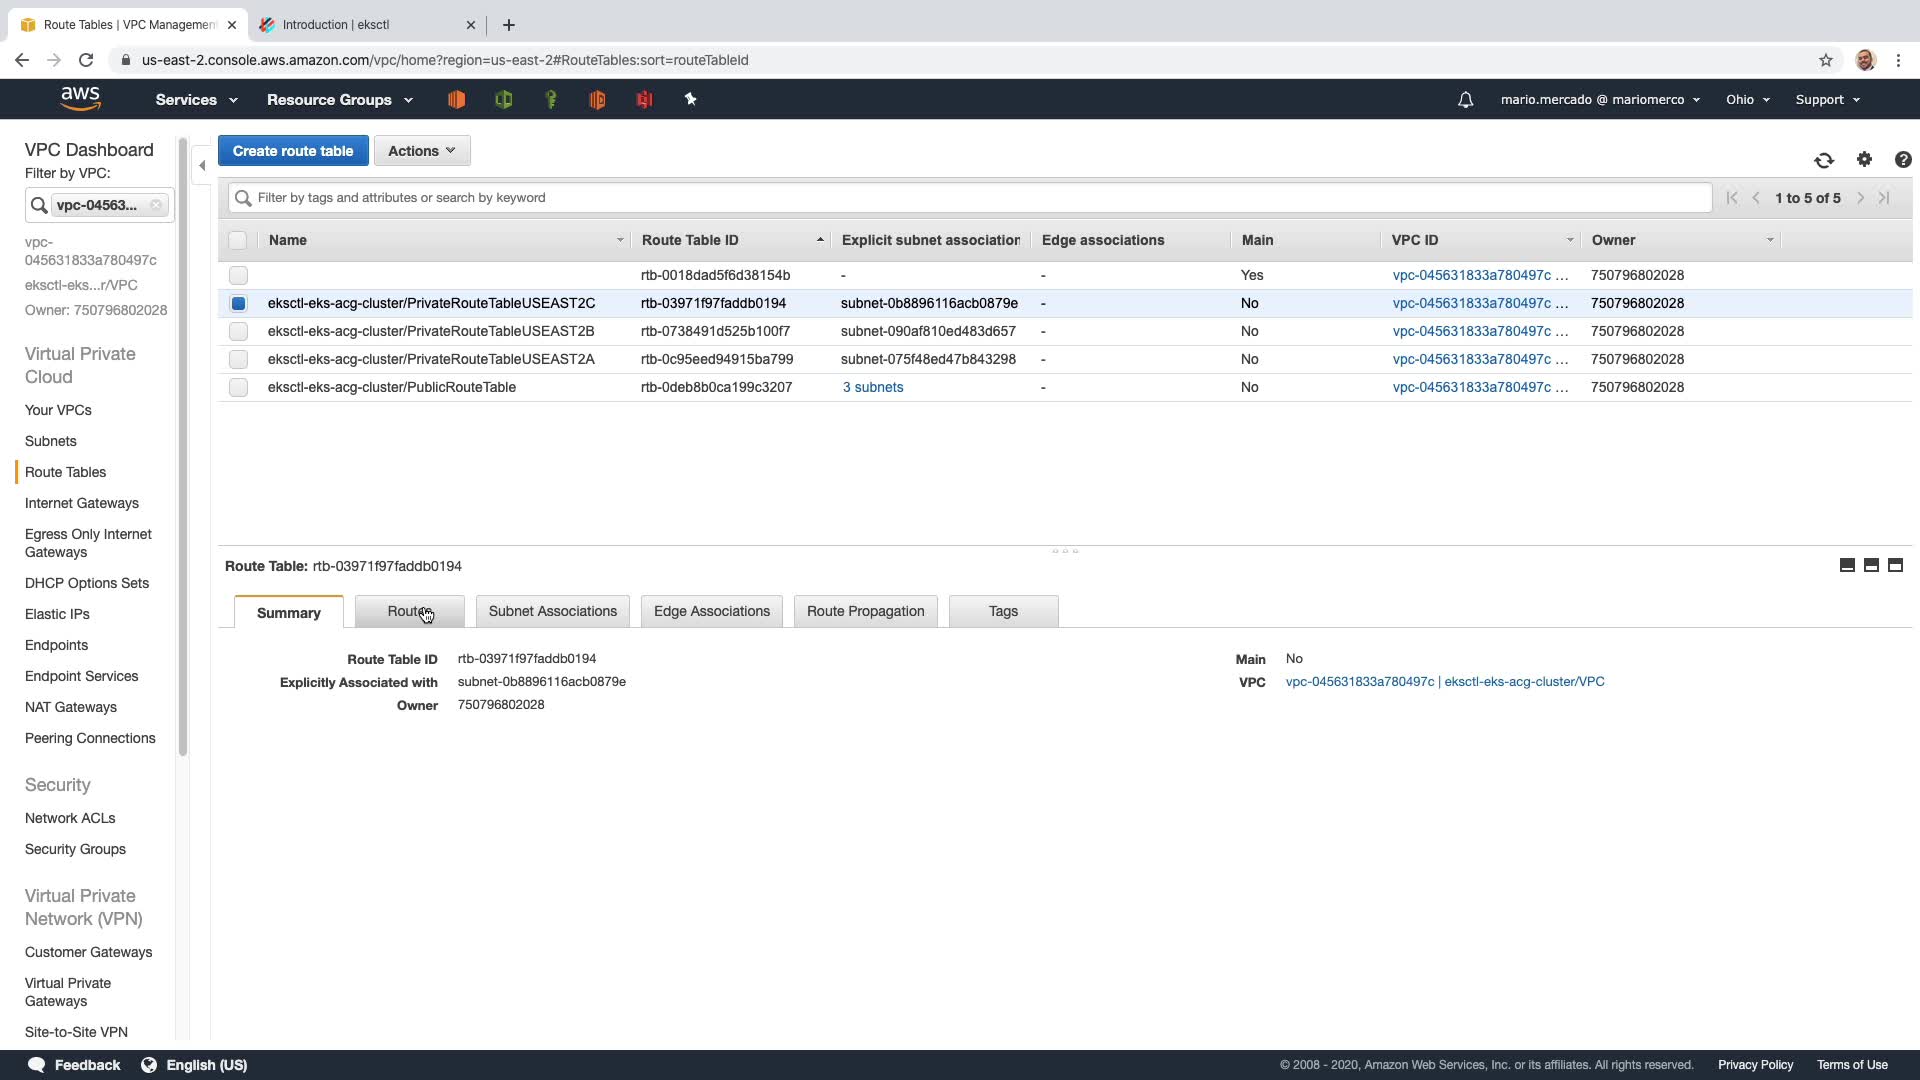 Route Tables | VPC Management
Introduction | eksctl
us-east-2.console.aws.amazon.com/vpc/home?region=us-east-2#RouteTables:sort=routeTableId
aws
Services
Resource Groups
mario.mercado @ mariomerco
Ohio
Support
VPC Dashboard
Filter by VPC:
vpc-04563...
vpc-
045631833a780497c
eksctl-eks...r/VPC
Owner: 750796802028
Virtual Private
Cloud
Your VPCs
Subnets
Route Tables
Internet Gateways
Egress Only Internet
Gateways
DHCP Options Sets
Elastic IPs
Endpoints
Endpoint Services
NAT Gateways
Peering Connections
Security
Network ACLs
Security Groups
Virtual Private
Network (VPN)
Customer Gateways
Virtual Private
Gateways
Site-to-Site VPN
Create route table
Actions
Filter by tags and attributes or search by keyword
1 to 5 of 5
Name Route Table ID Explicit subnet association Edge associations Main VPC ID Owner
rtb-0018dad5f6d38154b - - Yes vpc-045631833a780497c ... 750796802028
eksctl-eks-acg-cluster/PrivateRouteTableUSEAST2C rtb-03971f97faddb0194 subnet-0b8896116acb0879e - No vpc-045631833a780497c ... 750796802028
eksctl-eks-acg-cluster/PrivateRouteTableUSEAST2B rtb-0738491d525b100f7 subnet-090af810ed483d657 - No vpc-045631833a780497c ... 750796802028
eksctl-eks-acg-cluster/PrivateRouteTableUSEAST2A rtb-0c95eed94915ba799 subnet-075f48ed47b843298 - No vpc-045631833a780497c ... 750796802028
eksctl-eks-acg-cluster/PublicRouteTable rtb-0deb8b0ca199c3207 3 subnets - No vpc-045631833a780497c ... 750796802028
Route Table: rtb-03971f97faddb0194
Summary
Routes
Subnet Associations
Edge Associations
Route Propagation
Tags
Route Table ID rtb-03971f97faddb0194
Explicitly Associated with subnet-0b8896116acb0879e
Owner 750796802028
Main No
VPC vpc-045631833a780497c | eksctl-eks-acg-cluster/VPC
Feedback
English (US)
© 2008 - 2020, Amazon Web Services, Inc. or its affiliates. All rights reserved.
Privacy Policy
Terms of Use